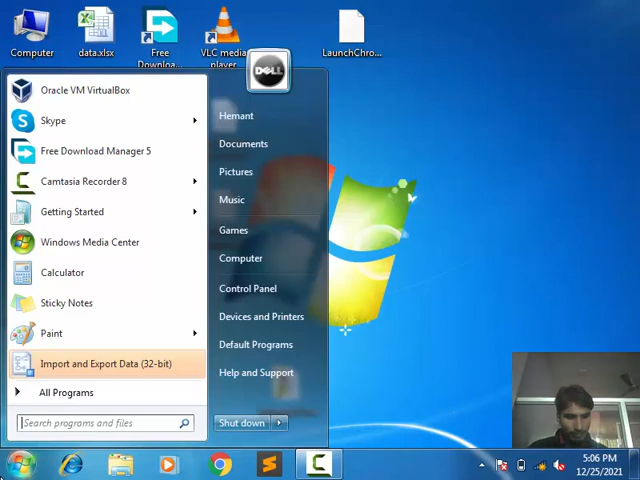 Computer
data.xlsx
Free Downloa...
VLC media player
LaunchChro...
DELL
Oracle VM VirtualBox
Skype
Free Download Manager 5
Camtasia Recorder 8
Getting Started
Windows Media Center
Calculator
Sticky Notes
Paint
Import and Export Data (32-bit)
All Programs
Search programs and files
Hemant
Documents
Pictures
Music
Games
Computer
Control Panel
Devices and Printers
Default Programs
Help and Support
Shut down
5:06 PM
12/25/2021